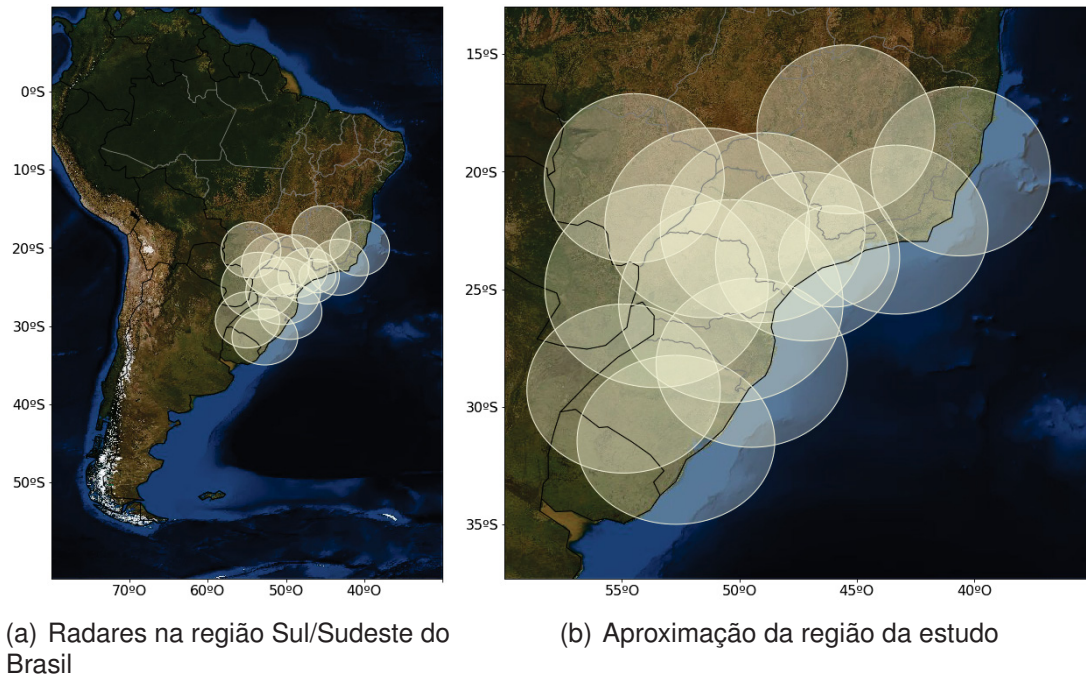 0ºS
10ºS
20ºS
30ºS
40ºS
50ºS
70ºO 60ºO 50ºO 40ºO
15ºS
20ºS
25ºS
30ºS
35ºS
55ºO 50ºO 45ºO 40ºO
(a) Radares na região Sul/Sudeste do
Brasil
(b) Aproximação da região da estudo